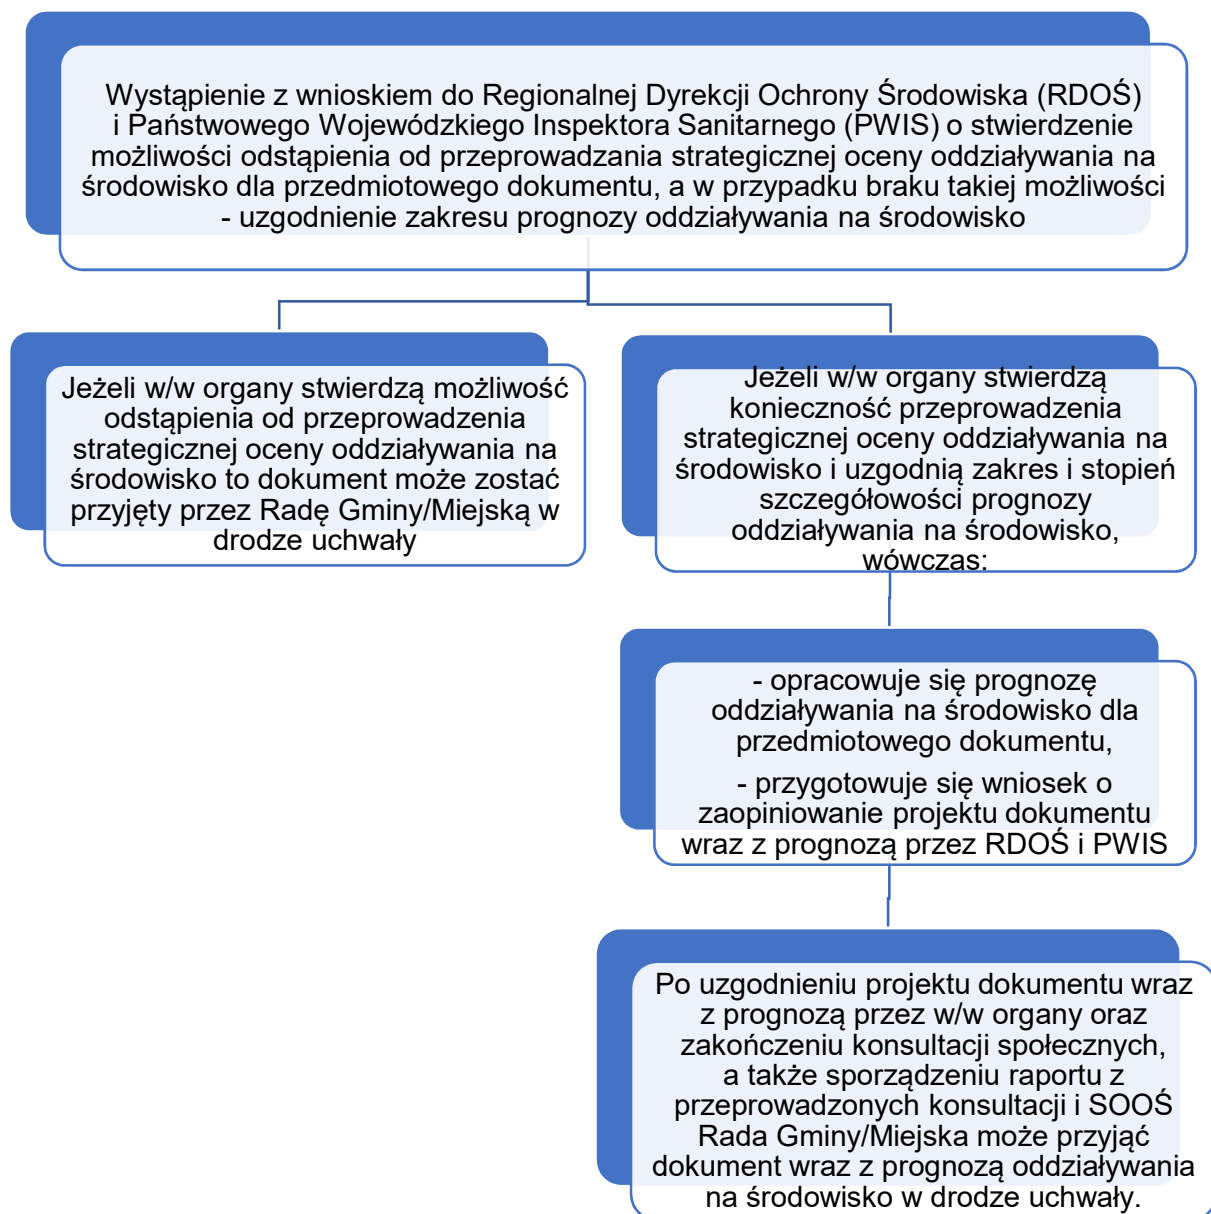 Wystąpienie z wnioskiem do Regionalnej Dyrekcji Ochrony Środowiska (RDOŚ)
i Państwowego Wojewódzkiego Inspektora Sanitarnego (PWIS) o stwierdzenie
możliwości odstąpienia od przeprowadzania strategicznej oceny oddziaływania na
środowisko dla przedmiotowego dokumentu, a w przypadku braku takiej możliwości
- uzgodnienie zakresu prognozy oddziaływania na środowisko
Jeżeli w/w organy stwierdzą możliwość
odstąpienia od przeprowadzenia
strategicznej oceny oddziaływania na
środowisko to dokument może zostać
przyjęty przez Radę Gminy/Miejską w
drodze uchwały
Jeżeli w/w organy stwierdzą
konieczność przeprowadzenia
strategicznej oceny oddziaływania na
środowisko i uzgodnią zakres i stopień
szczegółowości prognozy
oddziaływania na środowisko,
wówczas:
- opracowuje się prognozę
oddziaływania na środowisko dla
przedmiotowego dokumentu,
- przygotowuje się wniosek o
zaopiniowanie projektu dokumentu
wraz z prognozą przez RDOŚ i PWIS
Po uzgodnieniu projektu dokumentu wraz
z prognozą przez w/w organy oraz
zakończeniu konsultacji społecznych,
a także sporządzeniu raportu z
przeprowadzonych konsultacji i SOOŚ
Rada Gminy/Miejska może przyjąć
dokument wraz z prognozą oddziaływania
na środowisko w drodze uchwały.